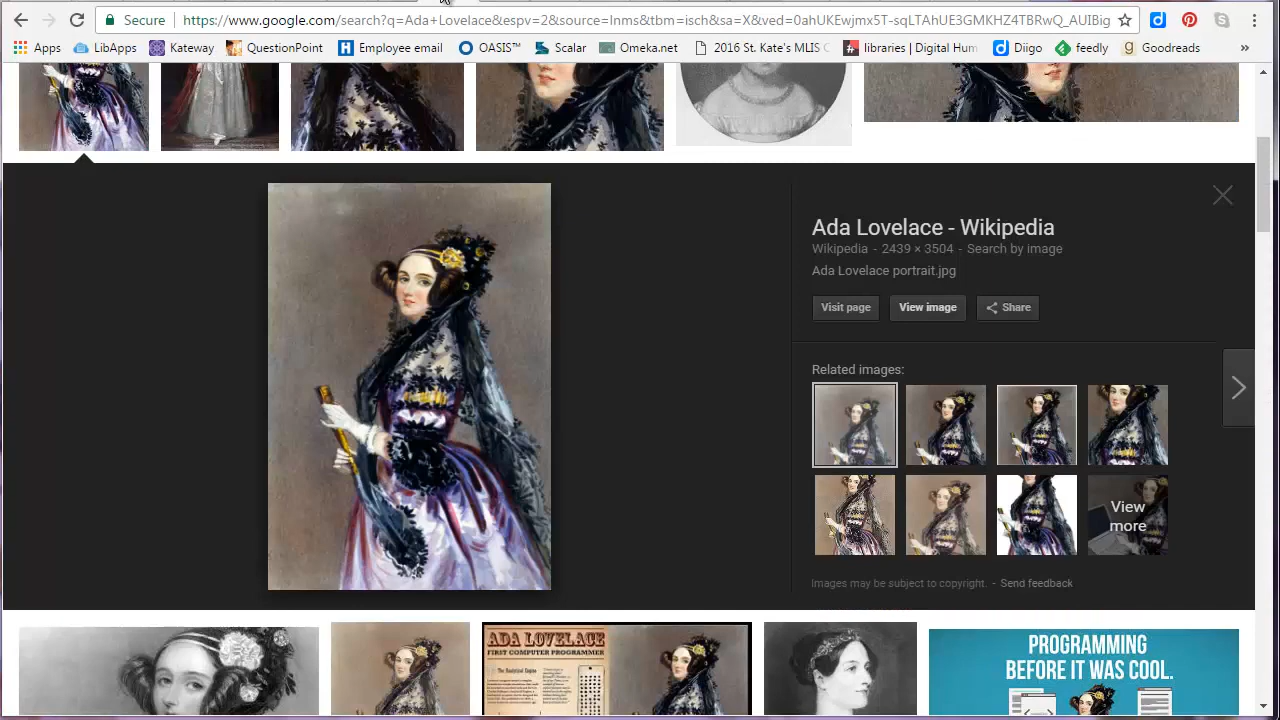 Secure
https://www.google.com/search?q=Ada+Lovelace&espv=2&source=lnms&tbm=isch&sa=X&ved=0ahUKEwjmx5T-sqLTAhUE3GMKHZ4TBRwQ_AUIBig
Apps LibApps Kateway QuestionPoint Employee email OASIS™ Scalar Omeka.net 2016 St. Kate's MLIS libraries | Digital Hum Diigo feedly Goodreads »
Ada Lovelace - Wikipedia
Wikipedia - 2439 × 3504 - Search by image
Ada Lovelace portrait.jpg
Visit page View image Share
Related images:
View
more
Images may be subject to copyright. - Send feedback
ADA LOVELACE
FIRST COMPUTER PROGRAMMER
The Analytical Engine
PROGRAMMING
BEFORE IT WAS COOL.